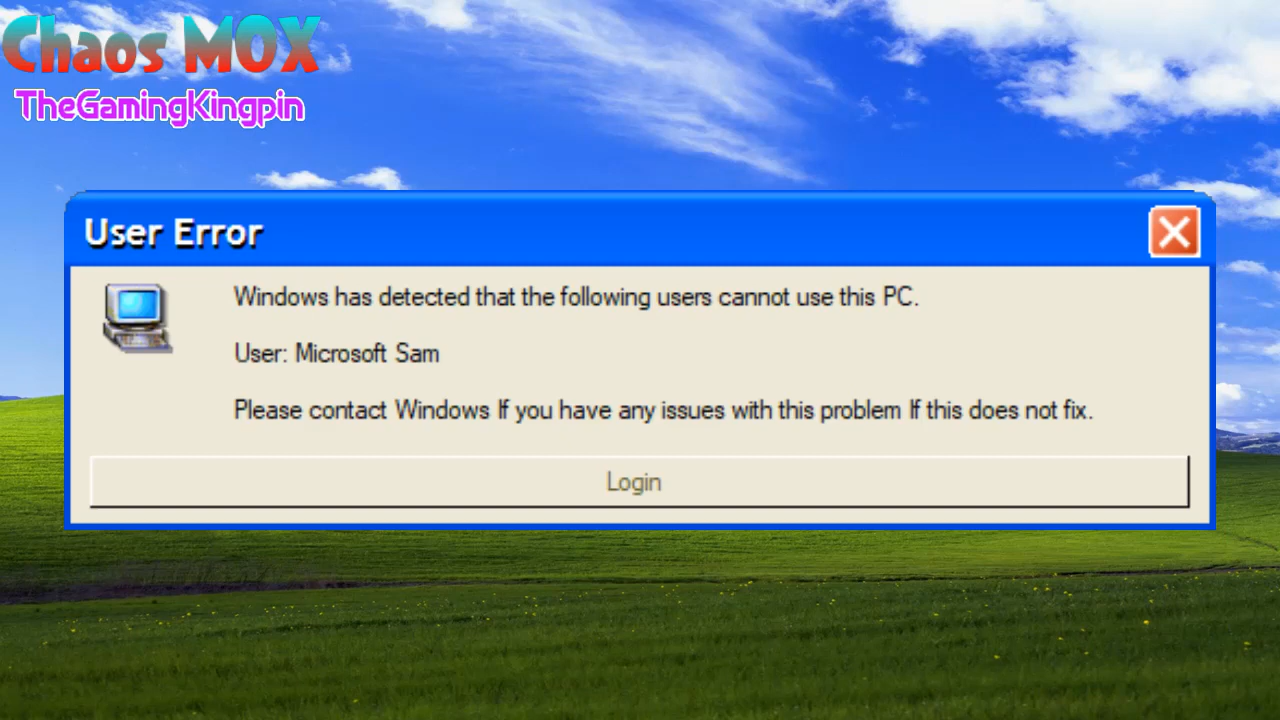 Chaos MOX
TheGamingKingpin
User Error
Windows has detected that the following users cannot use this PC.
User: Microsoft Sam
Please contact Windows If you have any issues with this problem If this does not fix.
Login